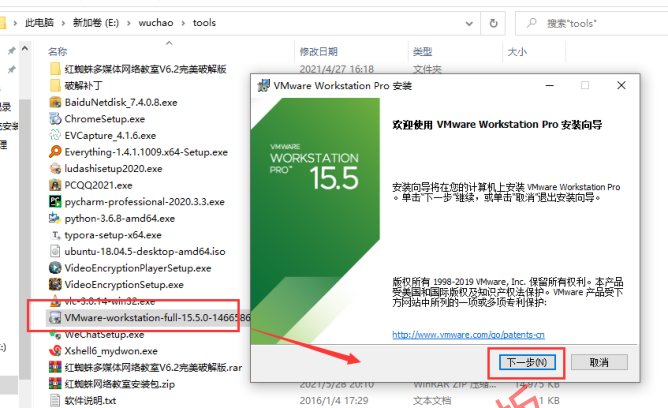 此电脑 > 新加卷 (E:) > wuchao > tools
搜索"tools"
名称 修改日期 类型 大小
红蜘蛛多媒体网络教室V6.2完美破解版 2021/4/27 16:18 文件夹
破解补丁
BaiduNetdisk_7.4.0.8.exe
ChromeSetup.exe
EVCapture_4.1.6.exe
Everything-1.4.1.1009.x64-Setup.exe
ludashisetup2020.exe
PCQQ2021.exe
pycharm-professional-2020.3.3.exe
python-3.6.8-amd64.exe
typora-setup-x64.exe
ubuntu-18.04.5-desktop-amd64.iso
VideoEncryptionPlayerSetup.exe
VideoEncryptionSetup.exe
vlc-3.0.14-win32.exe
VMware-workstation-full-15.5.0-1466586
WeChatSetup.exe
Xshell6_mydwon.exe
红蜘蛛多媒体网络教室V6.2完美破解版.rar
红蜘蛛网络教室安装包.zip 2021/5/28 20:10 WinRAR ZIP 压缩... 14,975 KB
软件说明.txt 2016/1/4 17:29 文本文档 1 KB
VMware Workstation Pro 安装
VMWARE
WORKSTATION
PRO™ 15.5
欢迎使用 VMware Workstation Pro 安装向导
安装向导将在您的计算机上安装 VMware Workstation Pro
。单击"下一步"继续，或单击"取消"退出安装向导。
版权所有 1998-2019 VMware, Inc. 保留所有权利。本产品
受美国和国际版权及知识产权法保护。VMware 产品受下
方网站中所列的一项或多项专利保护:
http://www.vmware.com/go/patents-cn
下一步(N)
取消